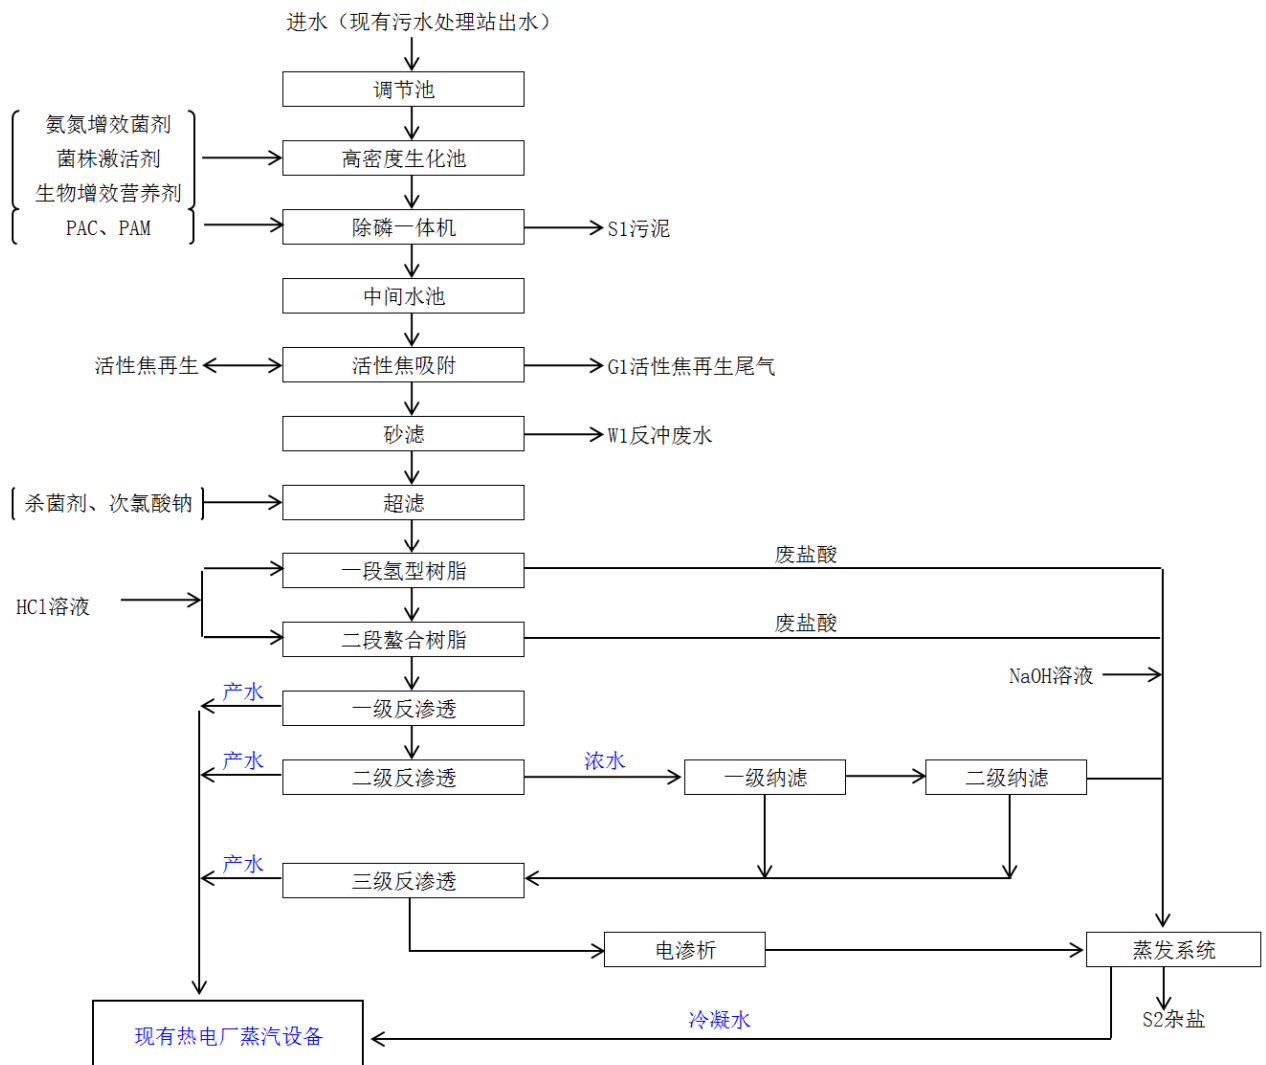 进水（现有污水处理站出水）
调节池
氨氮增效菌剂
菌株激活剂
生物增效营养剂
高密度生化池
PAC、PAM
除磷一体机
S1污泥
中间水池
活性焦再生
活性焦吸附
G1活性焦再生尾气
砂滤
W1反冲废水
杀菌剂、次氯酸钠
超滤
废盐酸
一段氢型树脂
HCl溶液
废盐酸
二段螯合树脂
NaOH溶液
产水
一级反渗透
产水
二级反渗透
浓水
一级纳滤
二级纳滤
产水
三级反渗透
电渗析
蒸发系统
冷凝水
S2杂盐
现有热电厂蒸汽设备